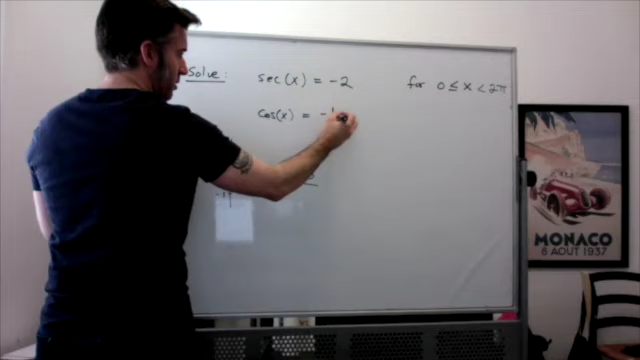 Solve: sec(x) = -2 for 0 ≤ x < 2π
cos(x) = -
MONACO
8 AOUT 1937